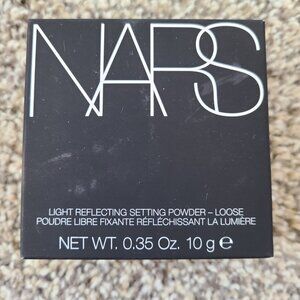 NARS
LIGHT REFLECTING SETTING POWDER – LOOSE
POUDRE LIBRE FIXANTE RÉFLÉCHISSANT LA LUMIÈRE
NET WT. 0.35 Oz. 10 g ℮